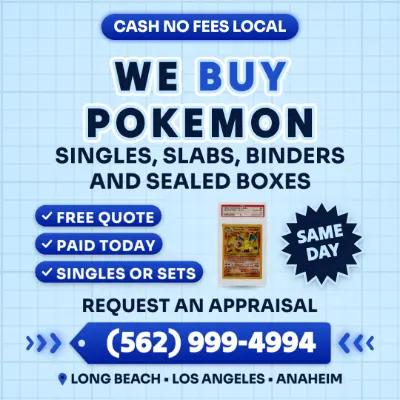 CASH NO FEES LOCAL
WE BUY
POKEMON
SINGLES, SLABS, BINDERS
AND SEALED BOXES
FREE QUOTE
PAID TODAY
SINGLES OR SETS
SAME
DAY
REQUEST AN APPRAISAL
(562) 999-4994
LONG BEACH • LOS ANGELES • ANAHEIM